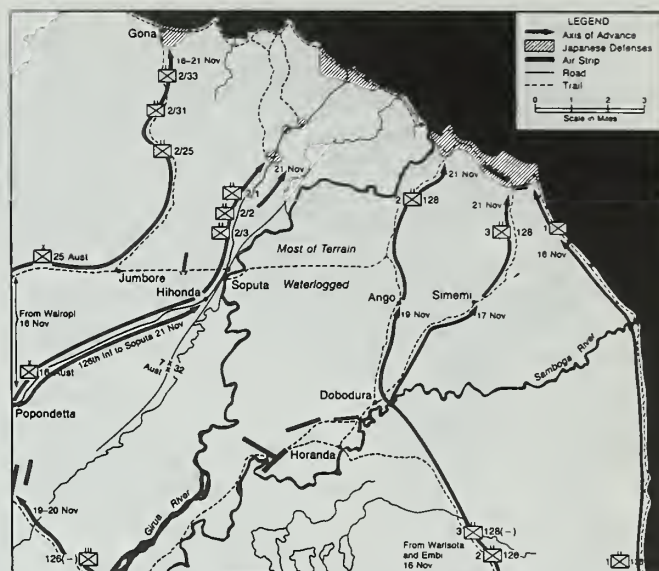 LEGEND
Axis of Advance
Japanese Defenses
Air Strip
Road
Trail
0 3
Scale in Miles
Gona
16-21 Nov
2/33
2/31
2/25
21 Nov
2/1
2/2
2/3
21 Nov
2 128
21 Nov
3 128
1
16 Nov
25 Aust
Jumbore
Most of Terrain
Waterlogged
Hihonda
Soputa
From Wairopi
16 Nov
126th Inf to Soputa 21 Nov
Ango
19 Nov
Simemi
17 Nov
16 Aust
7 x 32
Aust
Samboga River
Popondetta
Dobodura
Horanda
19-20 Nov
Girua River
126(-)
3 128(-)
From Warisota
and Embi
16 Nov
2 126
1